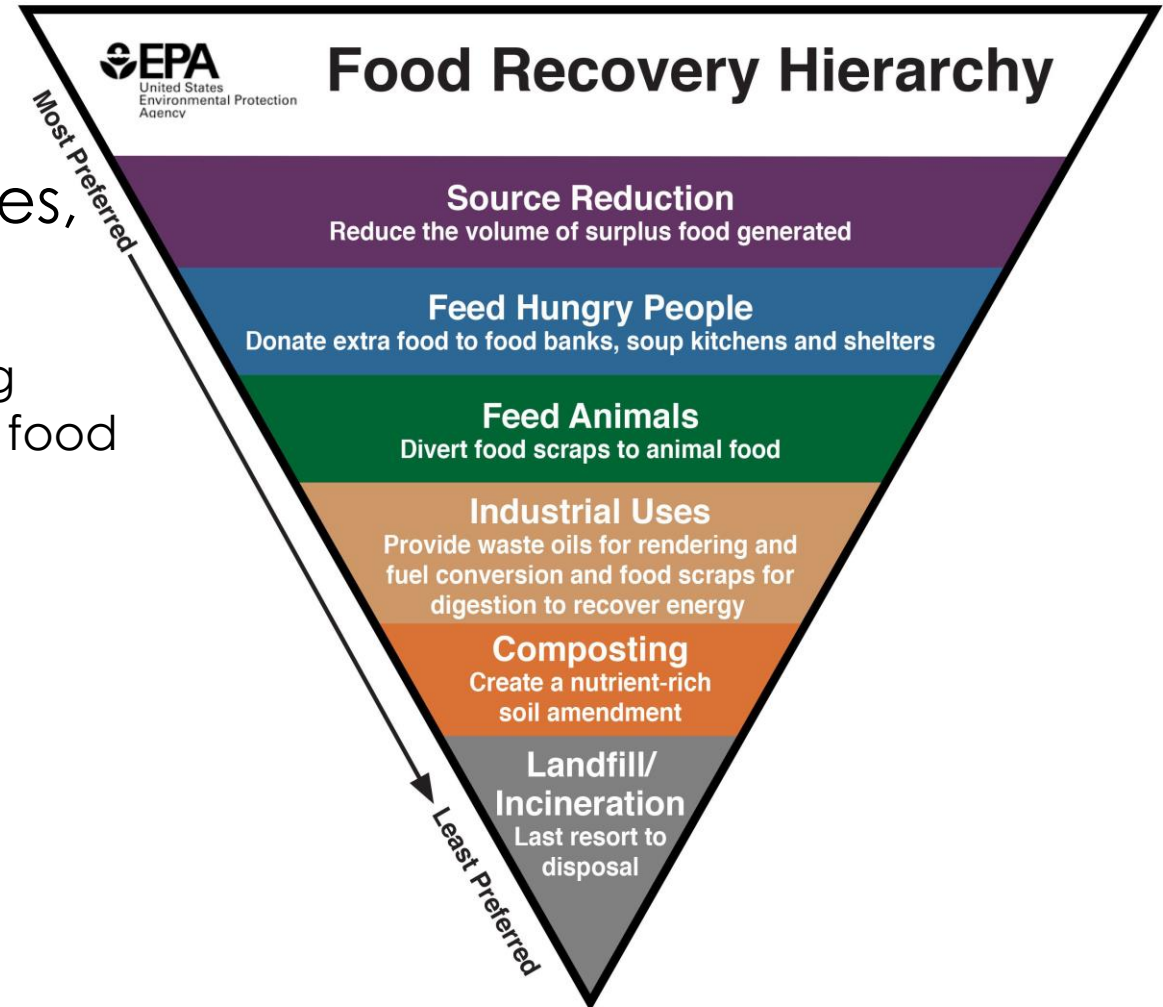 EPA
United States
Environmental Protection
Agency
Food Recovery Hierarchy
Most Preferred
es,
g
food
Source Reduction
Reduce the volume of surplus food generated
Feed Hungry People
Donate extra food to food banks, soup kitchens and shelters
Feed Animals
Divert food scraps to animal food
Industrial Uses
Provide waste oils for rendering and
fuel conversion and food scraps for
digestion to recover energy
Composting
Create a nutrient-rich
soil amendment
Landfill/
Incineration
Last resort to
disposal
Least Preferred